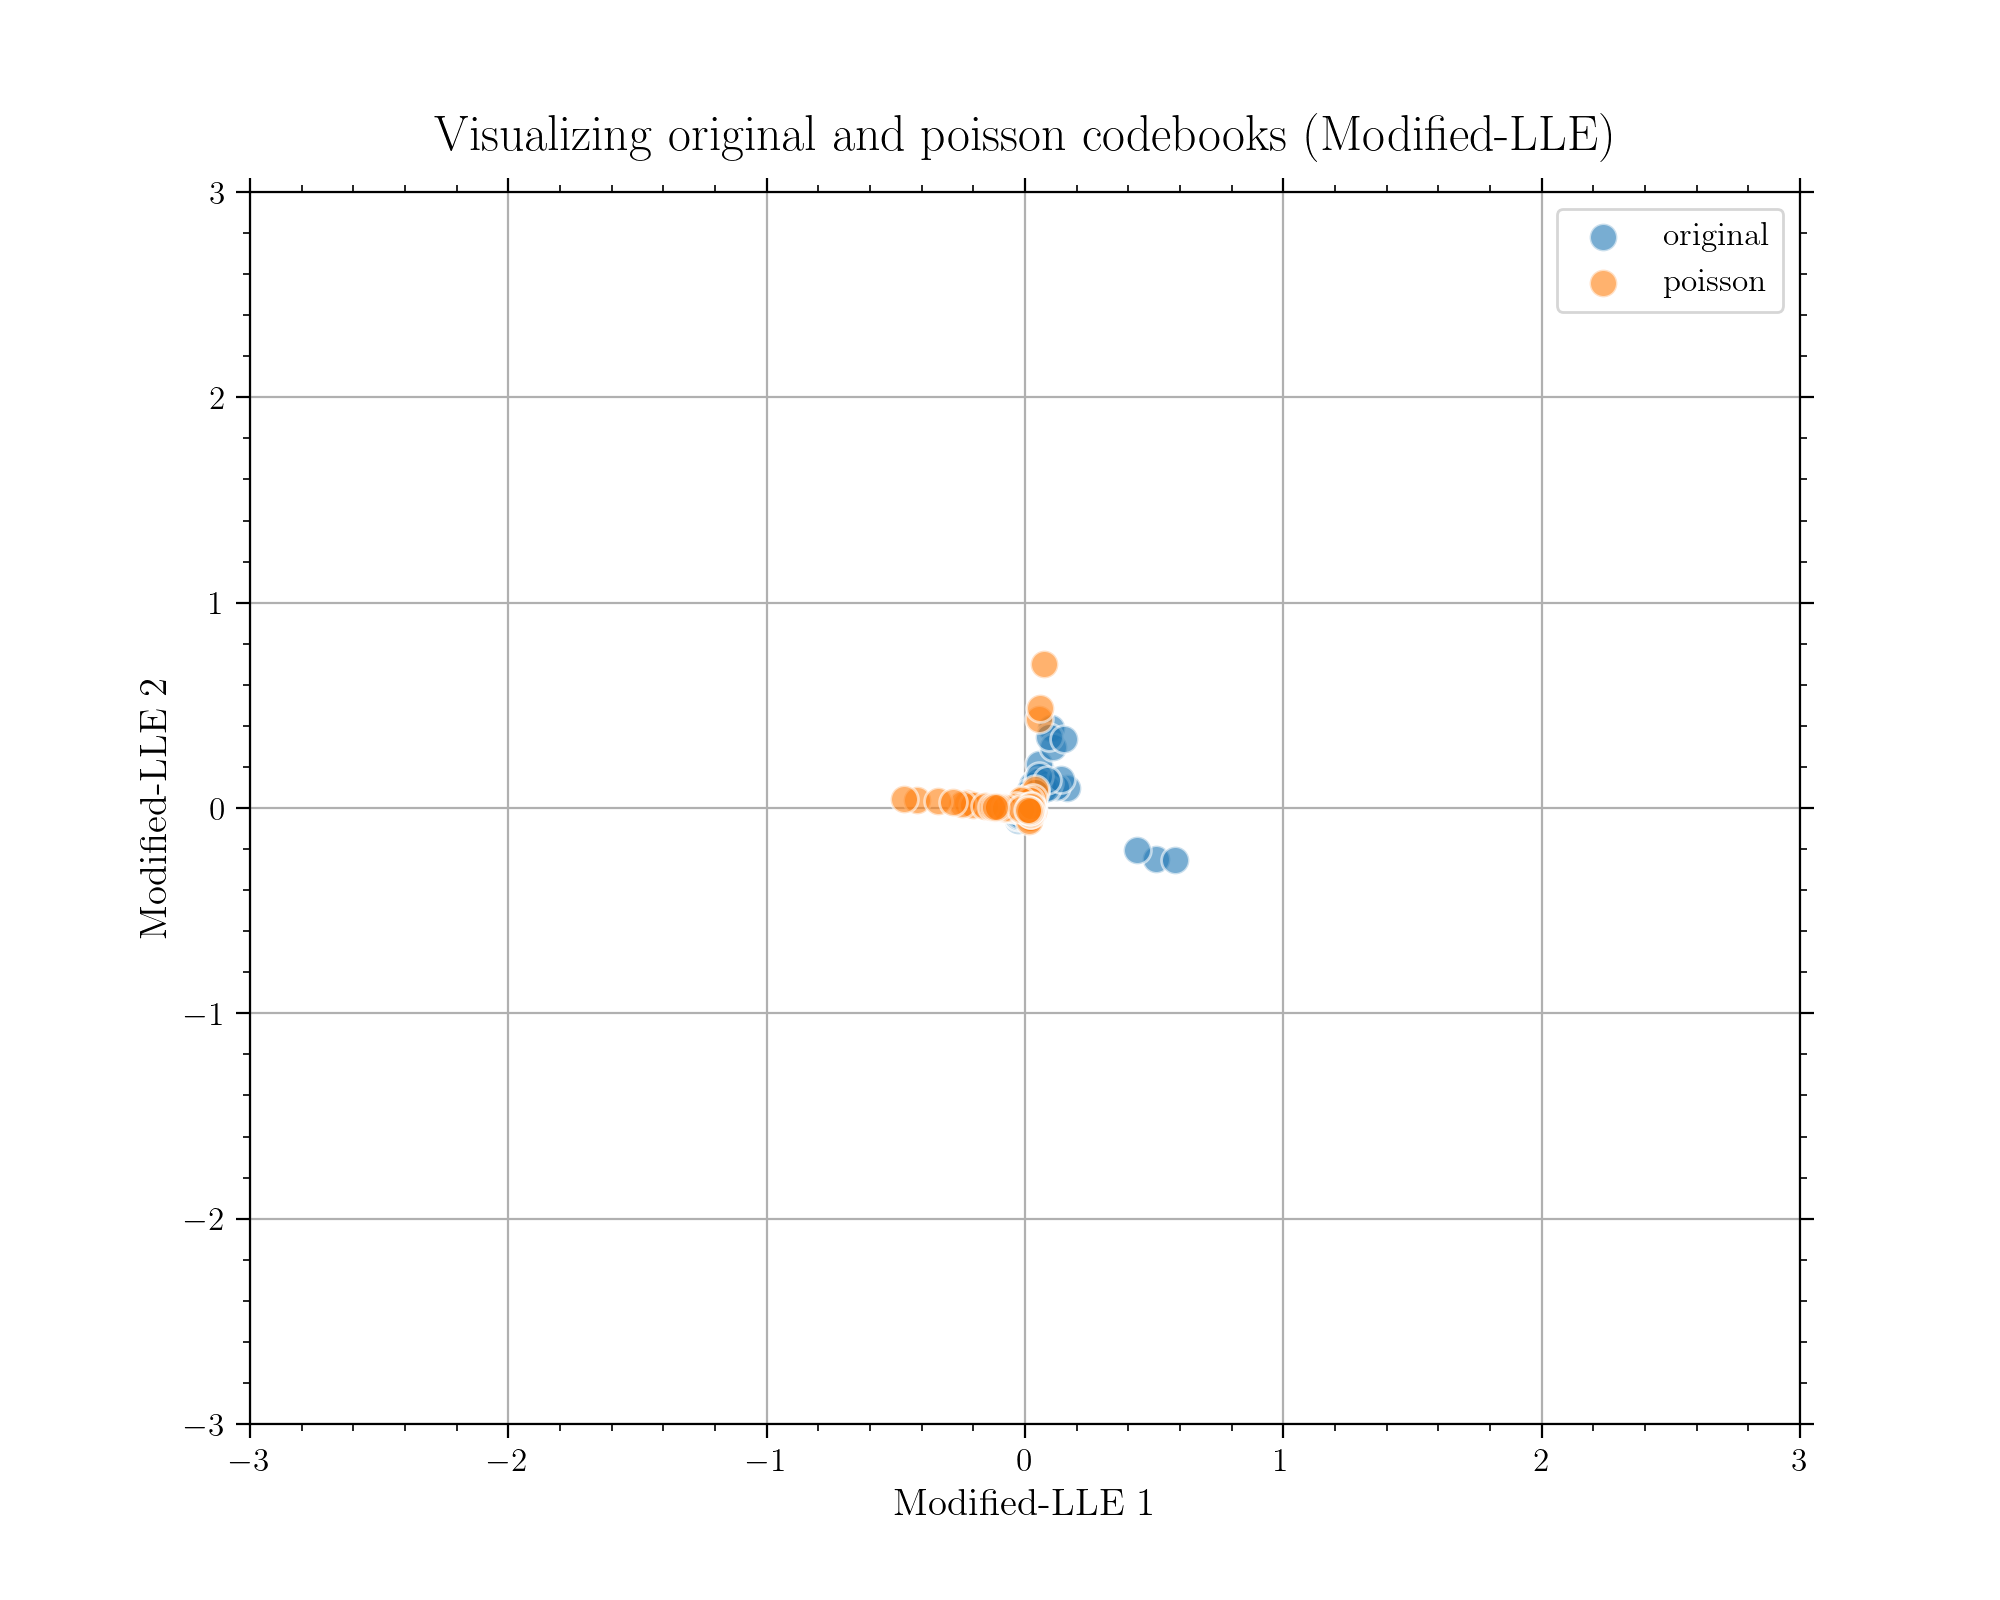 Visualizing original and poisson codebooks (Modified-LLE)
original
poisson
3
2
1
0
−1
−2
−3
Modified-LLE 2
−3
−2
−1
0
1
2
3
Modified-LLE 1